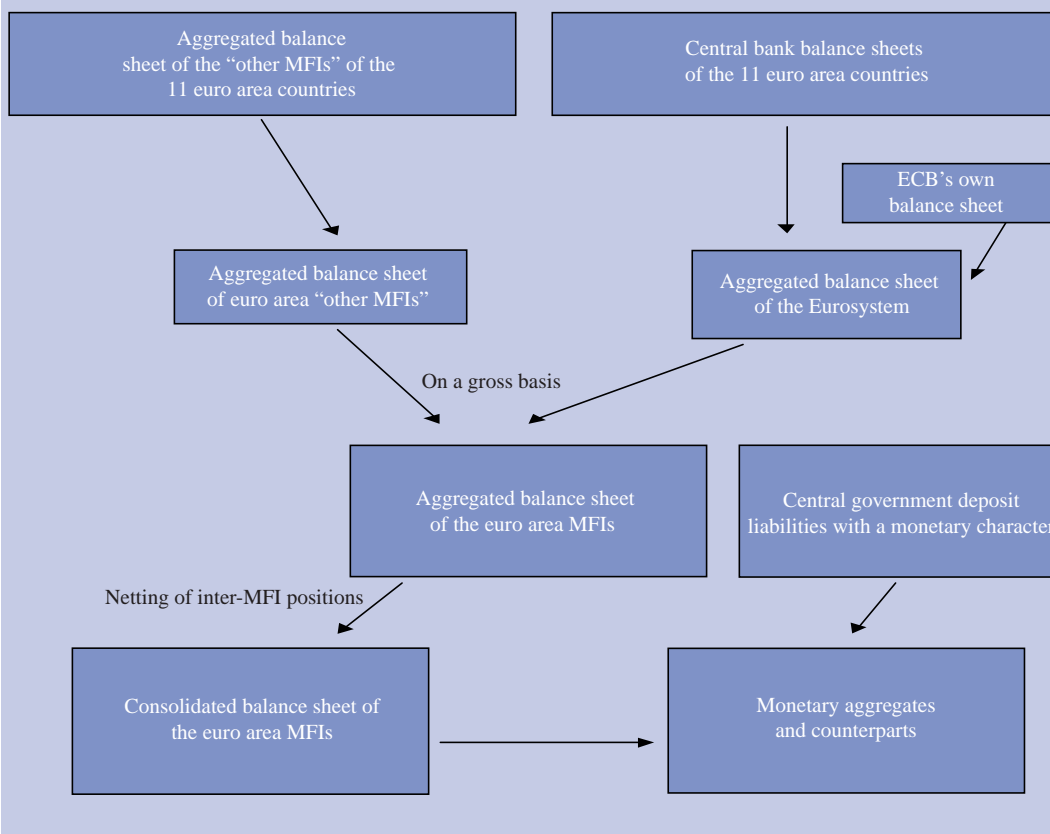 Aggregated balance
sheet of the “other MFIs” of the
11 euro area countries
Central bank balance sheets
of the 11 euro area countries
ECB’s own
balance sheet
Aggregated balance sheet
of euro area “other MFIs”
Aggregated balance sheet
of the Eurosystem
On a gross basis
Aggregated balance sheet
of the euro area MFIs
Central government deposit
liabilities with a monetary character
Netting of inter-MFI positions
Consolidated balance sheet of
the euro area MFIs
Monetary aggregates
and counterparts